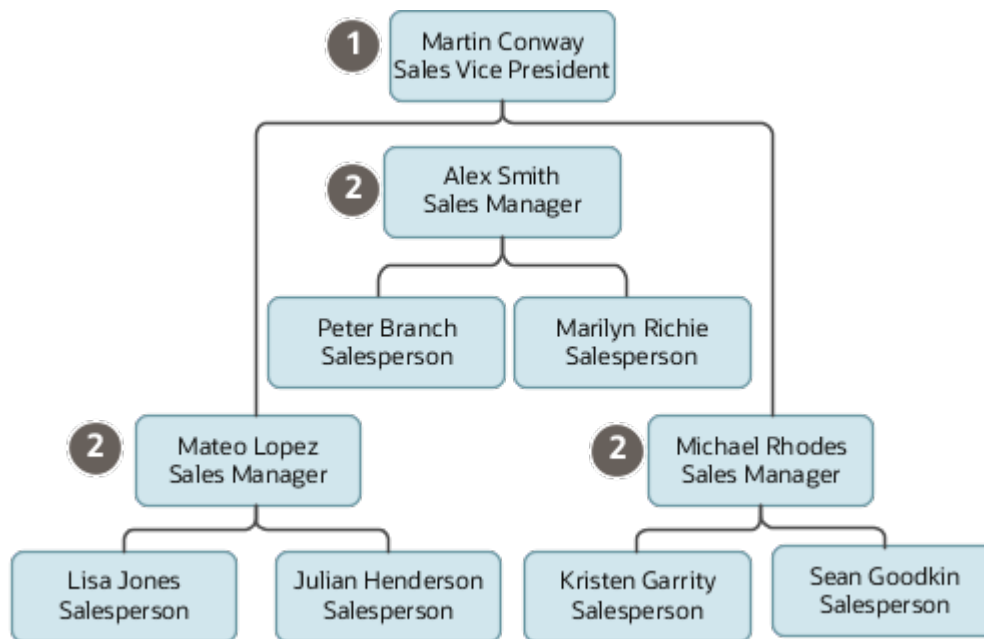 1
Martin Conway
Sales Vice President
2
Alex Smith
Sales Manager
Peter Branch
Salesperson
Marilyn Richie
Salesperson
2
Mateo Lopez
Sales Manager
2
Michael Rhodes
Sales Manager
Lisa Jones
Salesperson
Julian Henderson
Salesperson
Kristen Garrity
Salesperson
Sean Goodkin
Salesperson